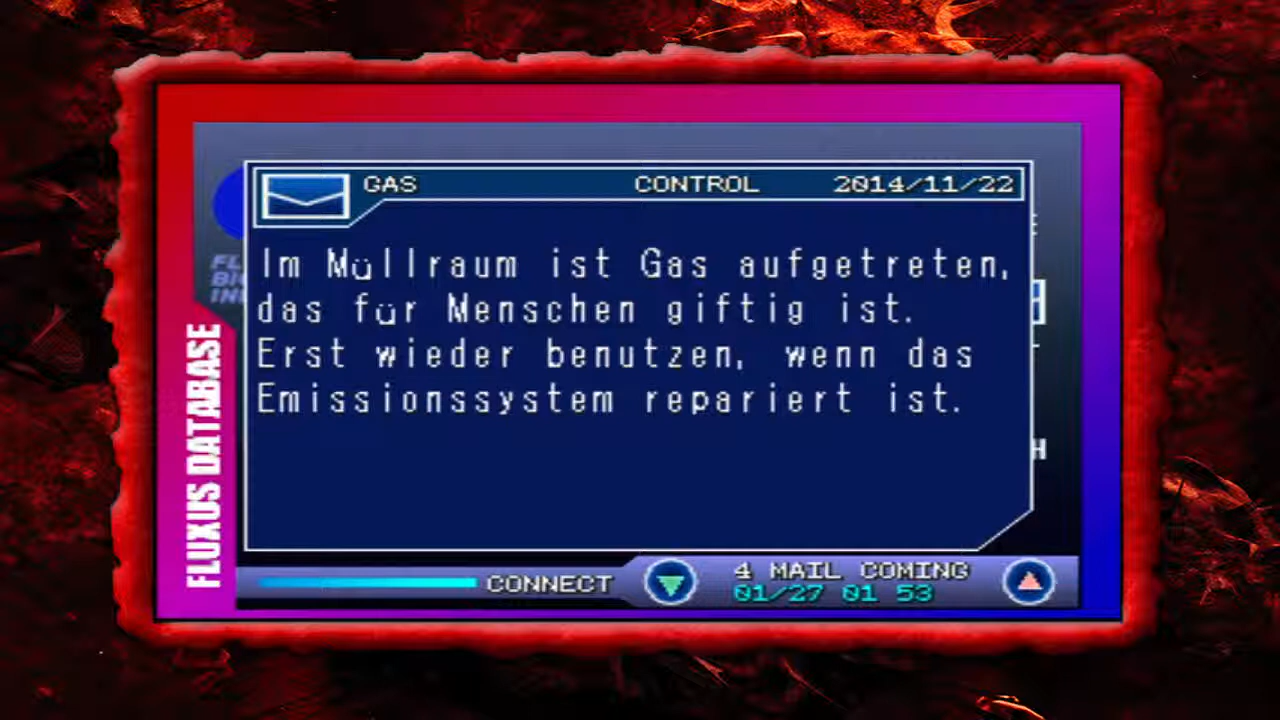 GAS CONTROL 2014/11/22
Im Müllraum ist Gas aufgetreten,
das für Menschen giftig ist.
Erst wieder benutzen, wenn das
Emissionssystem repariert ist.
FLUXUS DATABASE
CONNECT
4 MAIL COMING
01/27 01 53